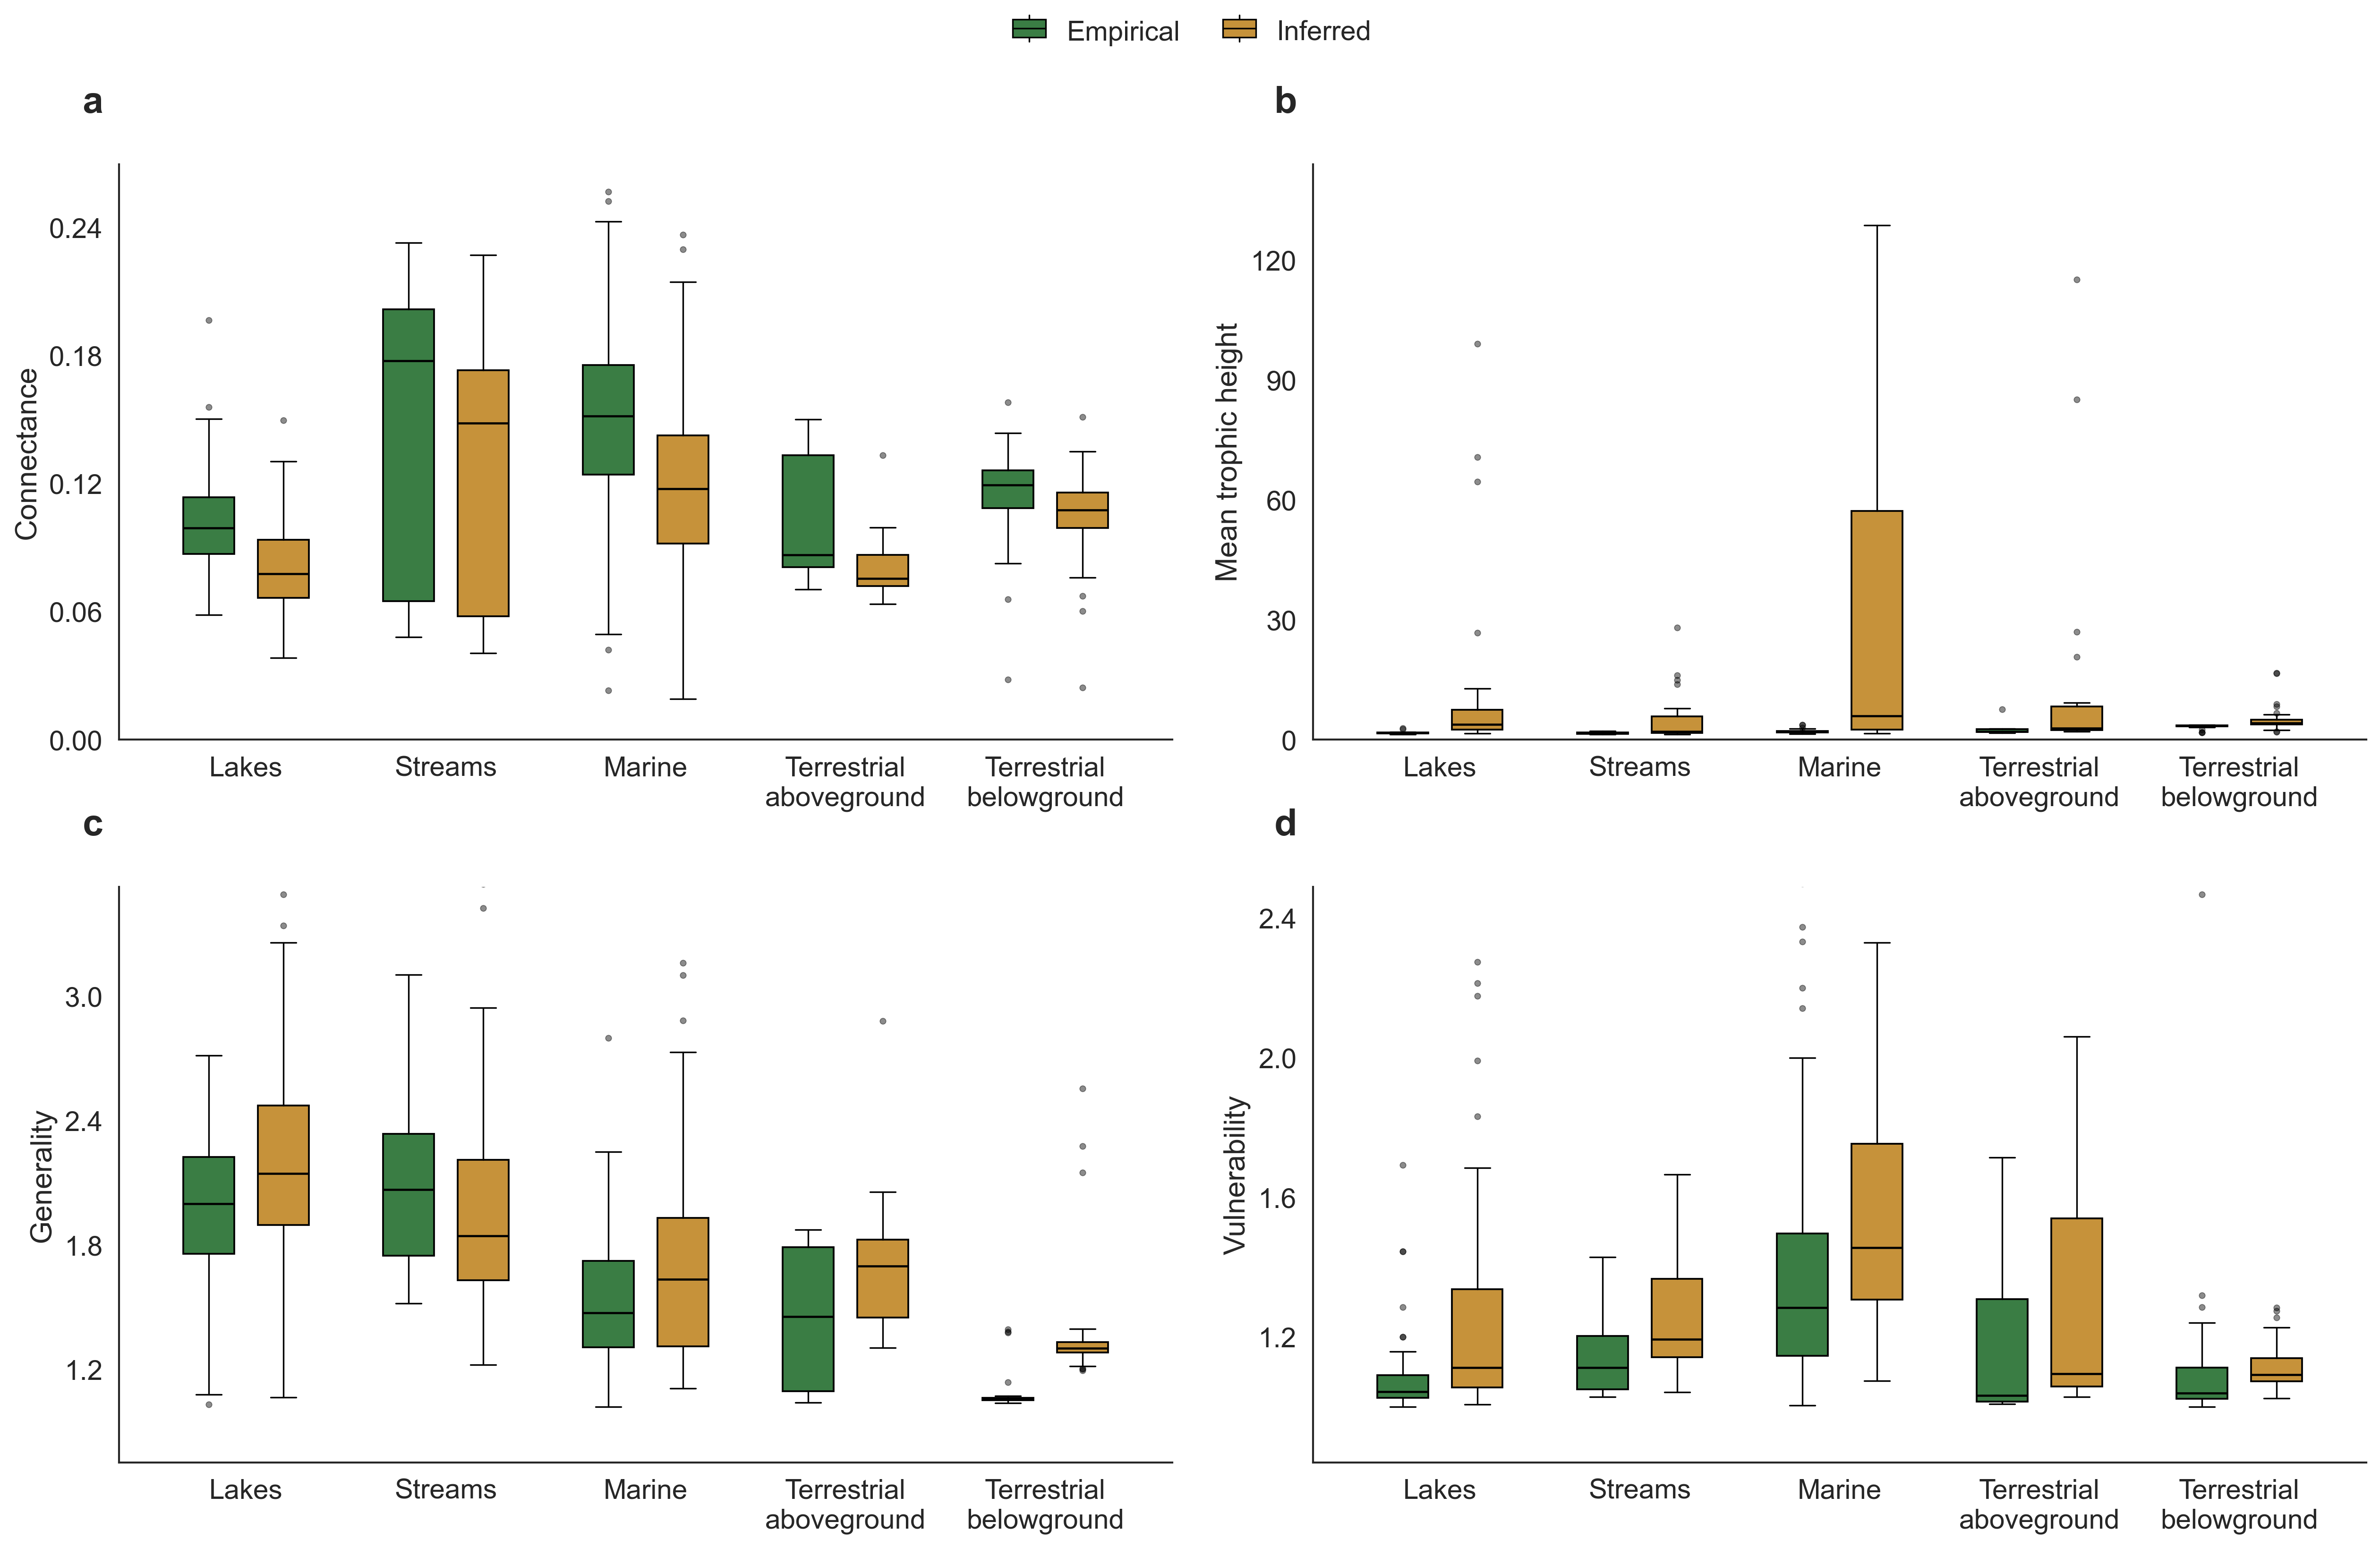 Empirical Inferred
a
Connectance
0.24
0.18
0.12
0.06
0.00
Lakes Streams Marine Terrestrial aboveground Terrestrial belowground
b
Mean trophic height
120
90
60
30
0
Lakes Streams Marine Terrestrial aboveground Terrestrial belowground
c
Generality
3.0
2.4
1.8
1.2
Lakes Streams Marine Terrestrial aboveground Terrestrial belowground
d
Vulnerability
2.4
2.0
1.6
1.2
Lakes Streams Marine Terrestrial aboveground Terrestrial belowground